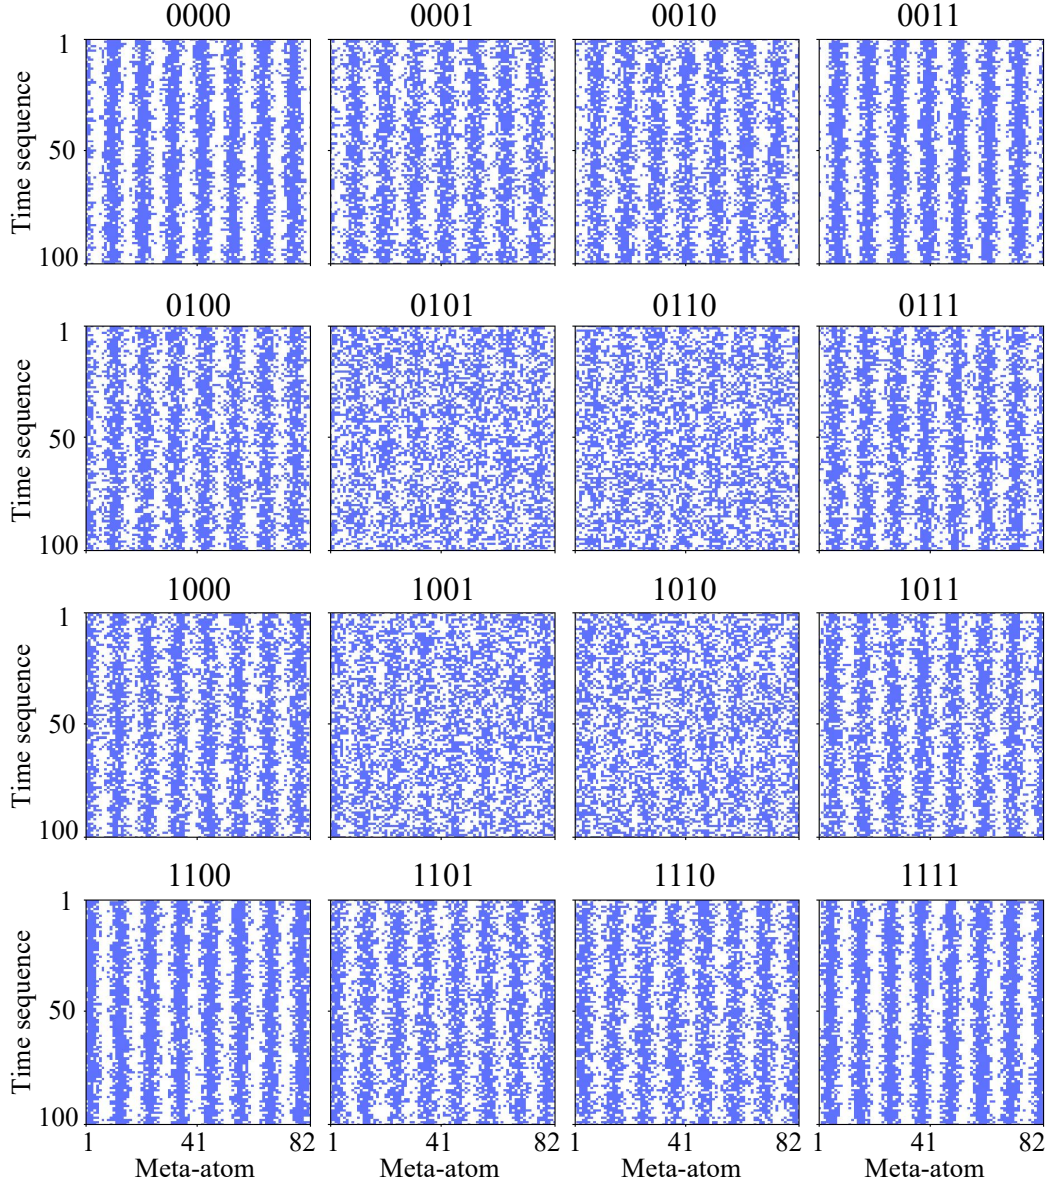 0000 0001 0010 0011
1
50
100
Time sequence
0100 0101 0110 0111
1
50
100
Time sequence
1000 1001 1010 1011
1
50
100
Time sequence
1100 1101 1110 1111
1
50
100
Time sequence
1 41 82 1 41 82 1 41 82 1 41 82
Meta-atom Meta-atom Meta-atom Meta-atom